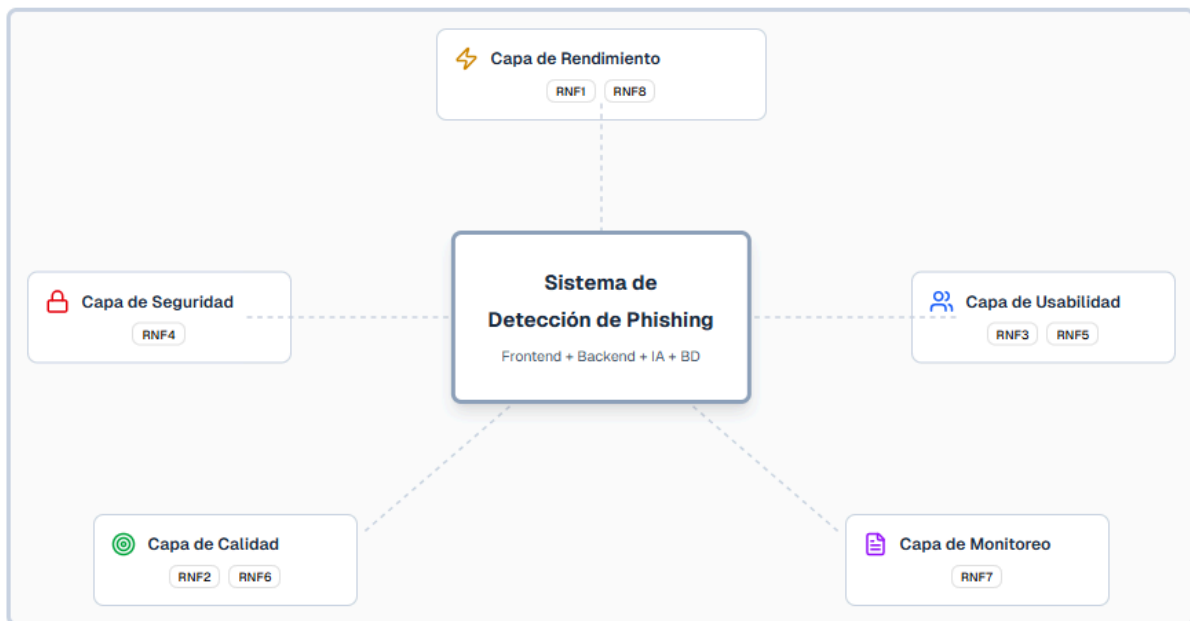 Capa de Rendimiento
RNF1 RNF8
Sistema de
Detección de Phishing
Frontend + Backend + IA + BD
Capa de Seguridad
RNF4
Capa de Usabilidad
RNF3 RNF5
Capa de Calidad
RNF2 RNF6
Capa de Monitoreo
RNF7